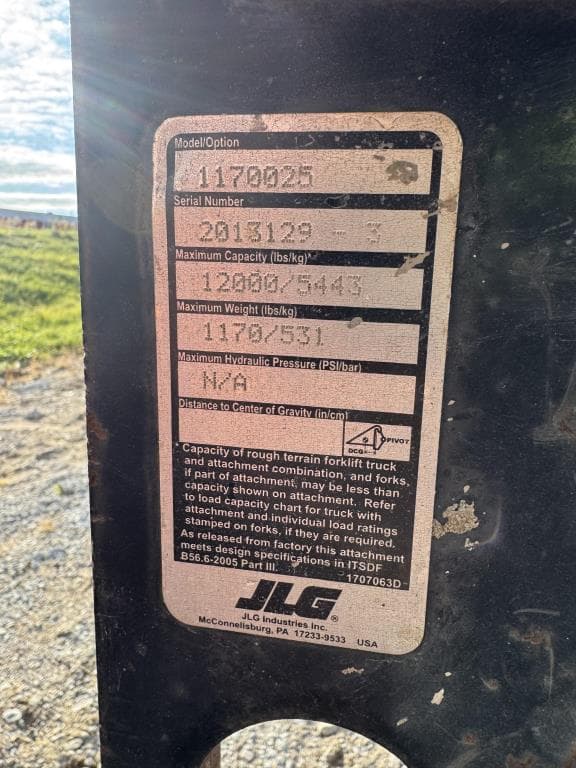 Model/Option
1170025
Serial Number
2013129 - 3
Maximum Capacity (lbs/kg)*
12000/5443
Maximum Weight (lbs/kg)
1170/531
Maximum Hydraulic Pressure (PSI/bar)
N/A
Distance to Center of Gravity (in/cm)
PIVOT
DCG
*Capacity of rough terrain forklift truck
and attachment combination, and forks,
if part of attachment, may be less than
capacity shown on attachment. Refer
to load capacity chart for truck with
attachment and individual load ratings
stamped on forks, if they are required.
As released from factory this attachment
meets design specifications in ITSDF
B56.6-2005 Part III.
1707063D
JLG®
JLG Industries Inc.
McConnellsburg, PA 17233-9533 USA